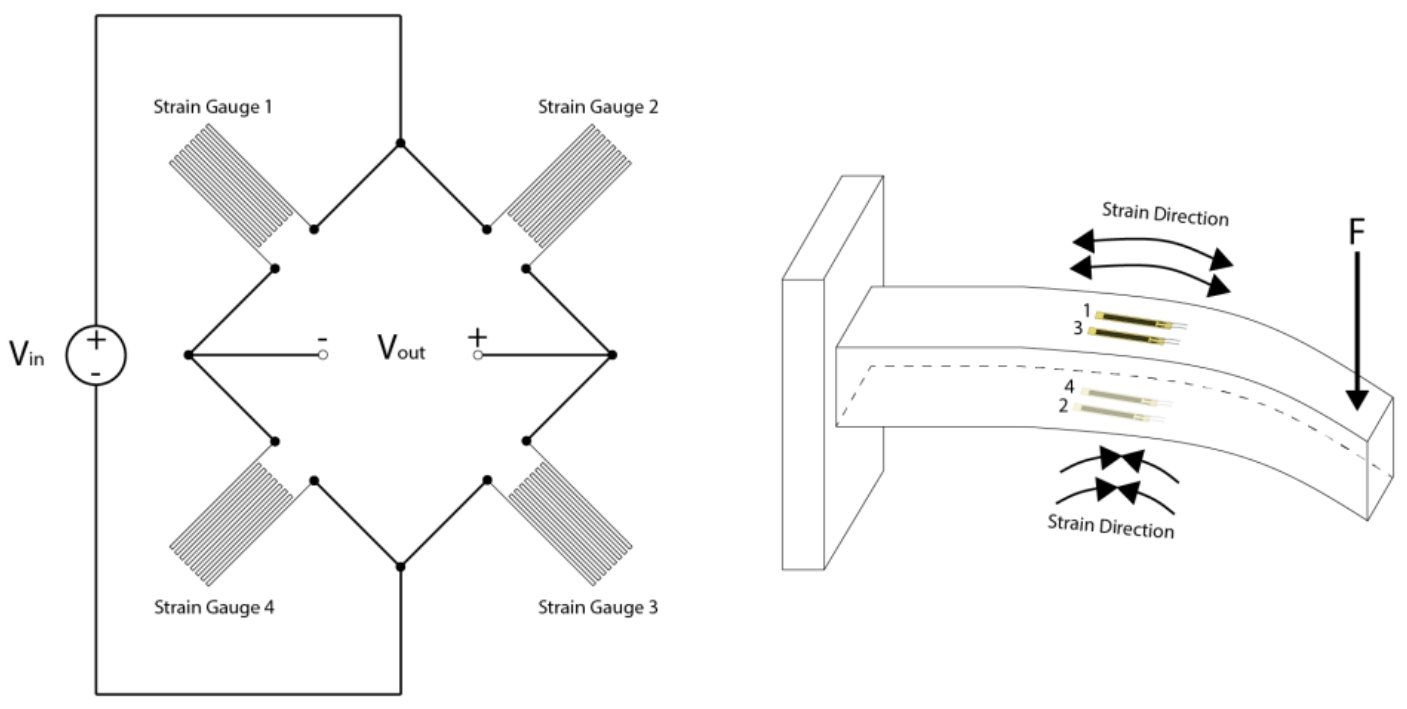 Strain Gauge 1
Strain Gauge 2
Strain Direction
F
1
3
+
-
Vin
- Vout +
4
2
Strain Direction
Strain Gauge 4
Strain Gauge 3